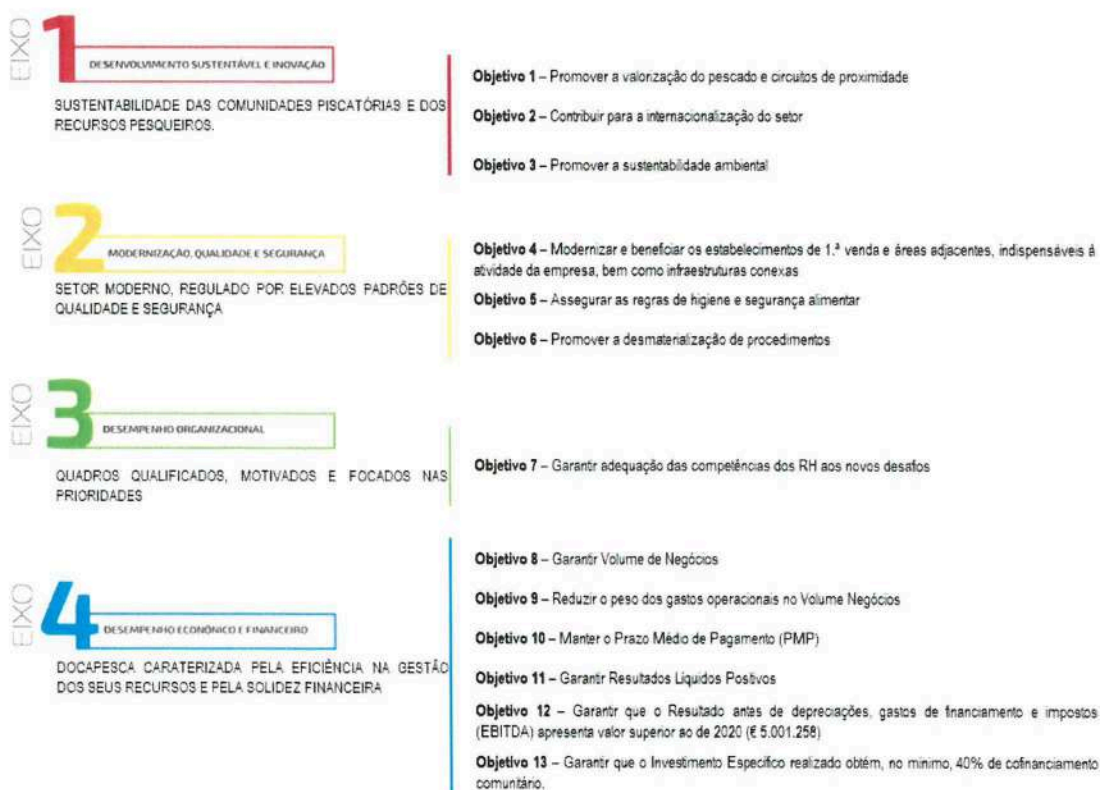 EIXO 1
DESENVOLVIMENTO SUSTENTÁVEL E INOVAÇÃO
SUSTENTABILIDADE DAS COMUNIDADES PISCATÓRIAS E DOS
RECURSOS PESQUEIROS.
Objetivo 1 – Promover a valorização do pescado e circuitos de proximidade
Objetivo 2 – Contribuir para a internacionalização do setor
Objetivo 3 – Promover a sustentabilidade ambiental
EIXO 2
MODERNIZAÇÃO, QUALIDADE E SEGURANÇA
SETOR MODERNO, REGULADO POR ELEVADOS PADRÕES DE
QUALIDADE E SEGURANÇA
Objetivo 4 – Modernizar e beneficiar os estabelecimentos de 1.ª venda e áreas adjacentes, indispensáveis à
atividade da empresa, bem como infraestruturas conexas
Objetivo 5 – Assegurar as regras de higiene e segurança alimentar
Objetivo 6 – Promover a desmaterialização de procedimentos
EIXO 3
DESEMPENHO ORGANIZACIONAL
QUADROS QUALIFICADOS, MOTIVADOS E FOCADOS NAS
PRIORIDADES
Objetivo 7 – Garantir adequação das competências dos RH aos novos desafos
EIXO 4
DESEMPENHO ECONÓMICO E FINANCEIRO
DOCAPESCA CARATERIZADA PELA EFICIÊNCIA NA GESTÃO
DOS SEUS RECURSOS E PELA SOLIDEZ FINANCEIRA
Objetivo 8 – Garantir Volume de Negócios
Objetivo 9 – Reduzir o peso dos gastos operacionais no Volume Negócios
Objetivo 10 – Manter o Prazo Médio de Pagamento (PMP)
Objetivo 11 – Garantir Resultados Líquidos Postivos
Objetivo 12 – Garantir que o Resultado antes de depreciações, gastos de financiamento e impostos
(EBITDA) apresenta valor superior ao de 2020 (€ 5.001.258)
Objetivo 13 – Garantir que o Investimento Especifico realizado obtém, no mínimo, 40% de cofinanciamento
comunitário.